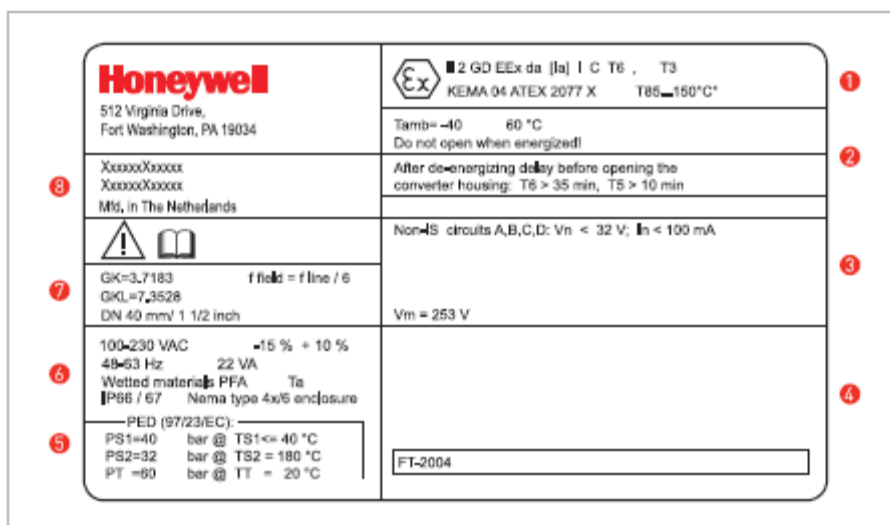 Honeywell
512 Virginia Drive,
Fort Washington, PA 19034
2 GD EEx da [Ia] I C T6 , T3
KEMA 04 ATEX 2077 X T85...150°C"
1
Tamb= -40 60 °C
Do not open when energized!
2
After de-energizing delay before opening the
converter housing: T6 > 35 min, T5 > 10 min
8
XxxxxxXxxxxx
XxxxxxXxxxxx
Mfd. in The Netherlands
Non-IS circuits A,B,C,D: Vn < 32 V; In < 100 mA
3
Vm = 253 V
7
GK=3.7183 f field = f line / 6
GKL=7.3528
DN 40 mm/ 1 1/2 inch
6
100-230 VAC -15 % + 10 %
48-63 Hz 22 VA
Wetted materials PFA Ta
IP66 / 67 Nema type 4x/6 enclosure
4
5
PED (97/23/EC):
PS1=40 bar @ TS1<= 40 °C
PS2=32 bar @ TS2 = 180 °C
PT =60 bar @ TT = 20 °C
FT-2004